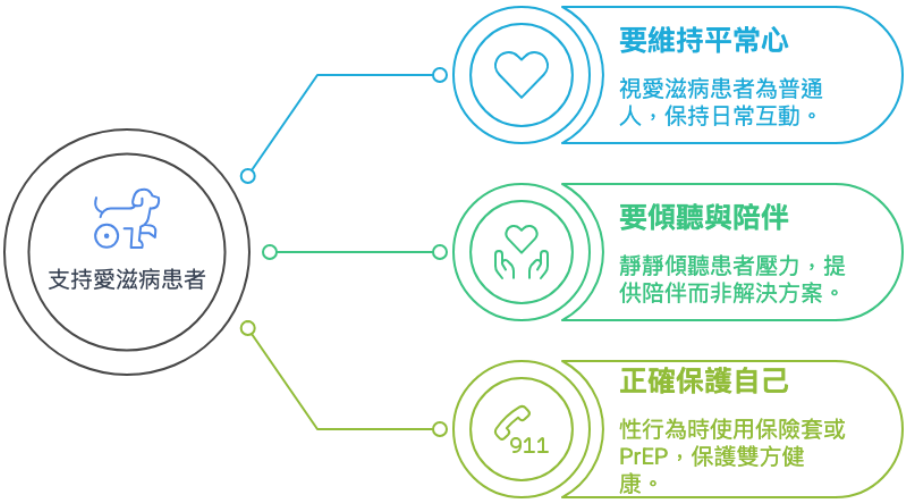 支持愛滋病患者
要維持平常心
視愛滋病患者為普通
人，保持日常互動。
要傾聽與陪伴
靜靜傾聽患者壓力，提
供陪伴而非解決方案。
911
正確保護自己
性行為時使用保險套或
PrEP，保護雙方健
康。